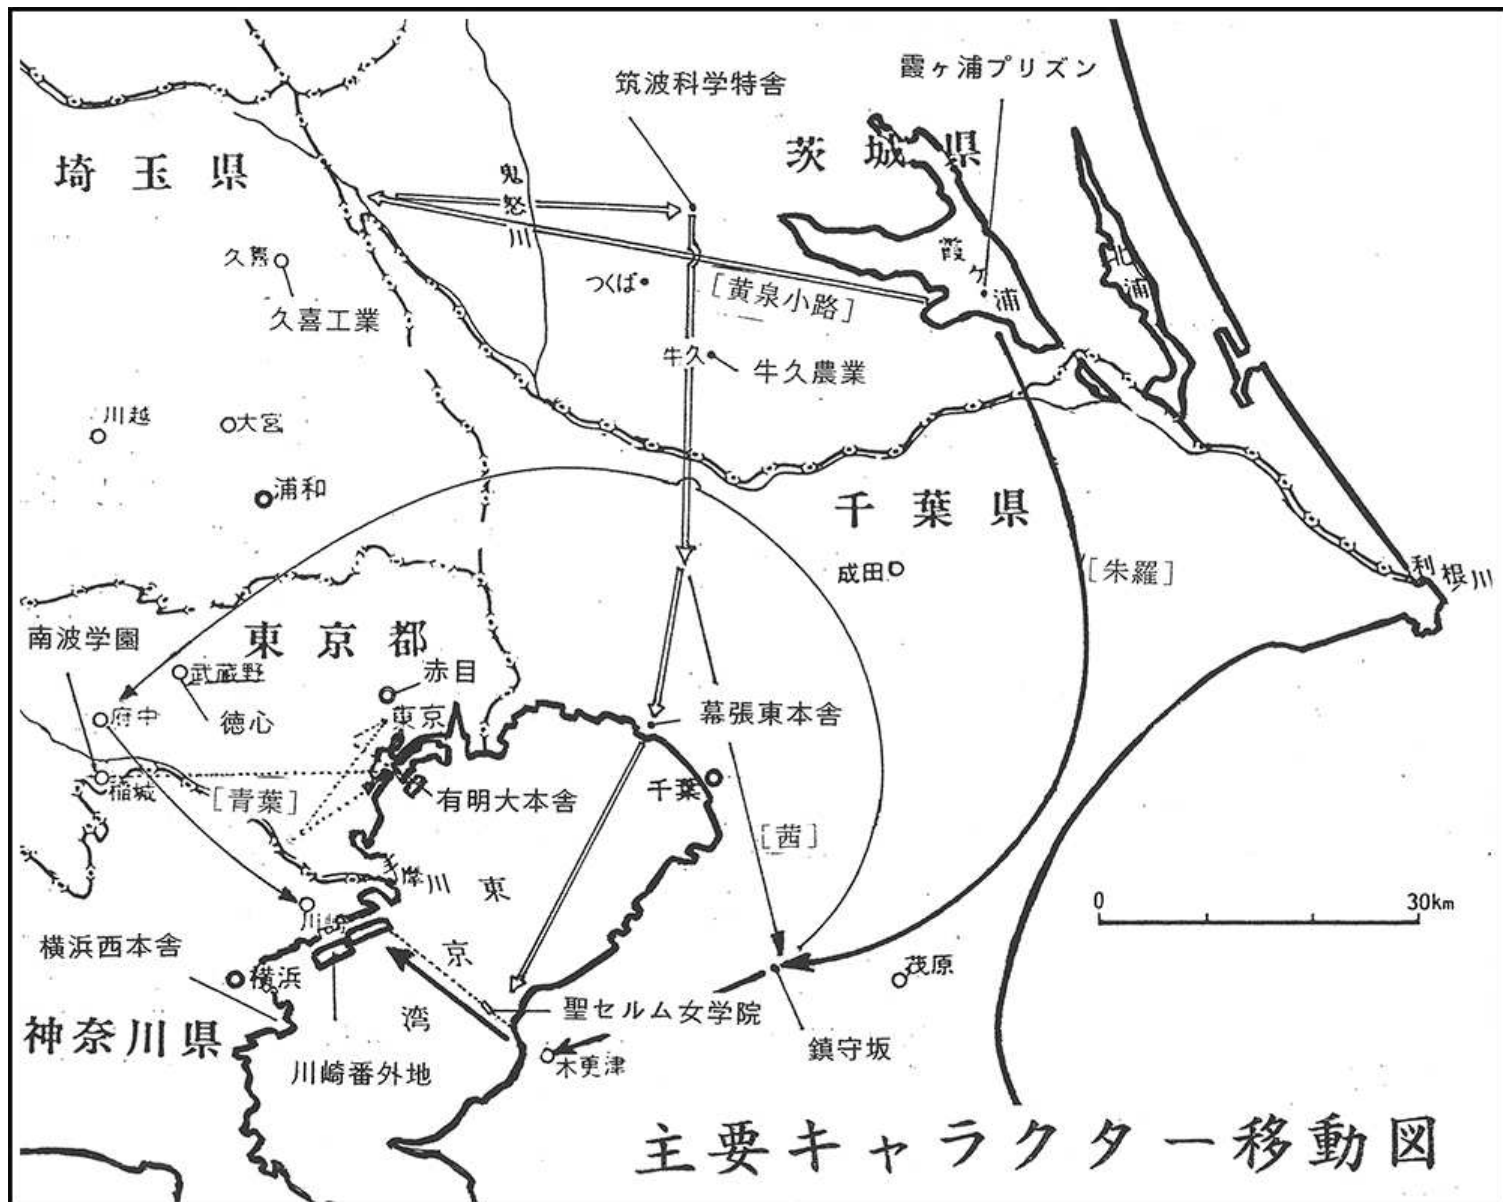 霞ヶ浦プリズン
筑波科学特舎
茨城県
埼玉県
鬼怒川
久喜
久喜工業
つくば
[黄泉小路]
霞ヶ浦
北浦
牛久
牛久農業
川越
大宮
浦和
千葉県
成田
[朱羅]
利根川
南波学園
東京都
武蔵野
赤目
府中
徳心
東京
幕張東本舎
稲城
[青葉]
有明大本舎
千葉
[茜]
多摩川
東京湾
川崎
0 30km
横浜西本舎
横浜
茂原
聖セルム女学院
神奈川県
川崎番外地
木更津
鎮守坂
主要キャラクター移動図